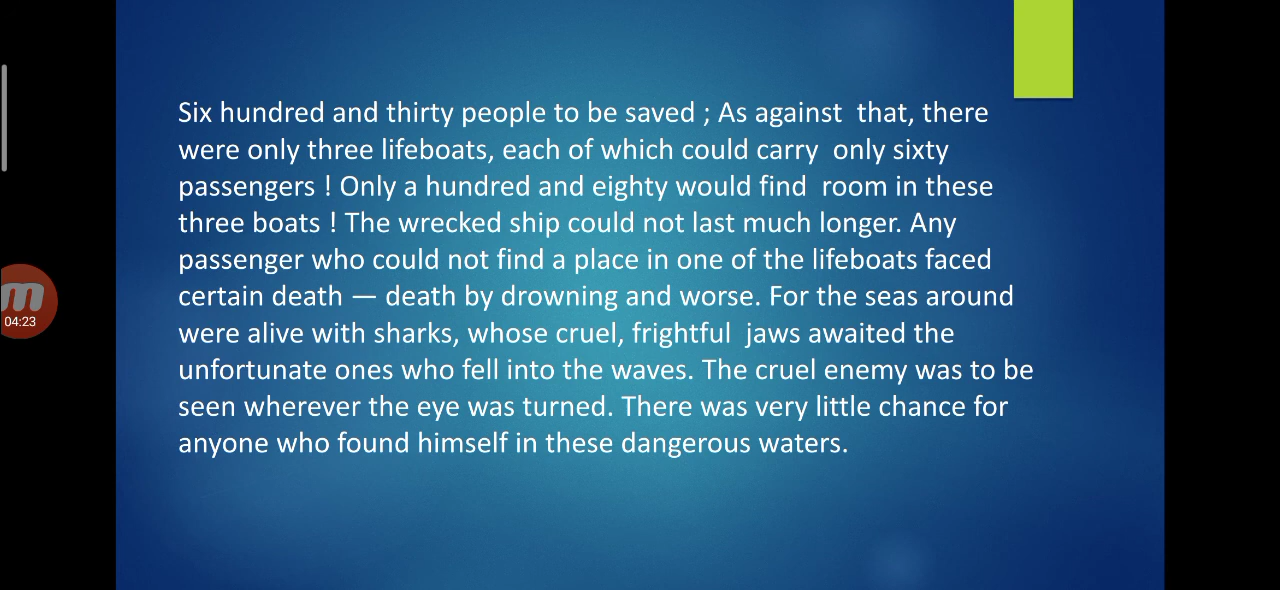 Six hundred and thirty people to be saved ; As against  that, there
were only three lifeboats, each of which could carry  only sixty
passengers ! Only a hundred and eighty would find  room in these
three boats ! The wrecked ship could not last much longer. Any
passenger who could not find a place in one of the lifeboats faced
certain death — death by drowning and worse. For the seas around
were alive with sharks, whose cruel, frightful  jaws awaited the
unfortunate ones who fell into the waves. The cruel enemy was to be
seen wherever the eye was turned. There was very little chance for
anyone who found himself in these dangerous waters.
m
04:23